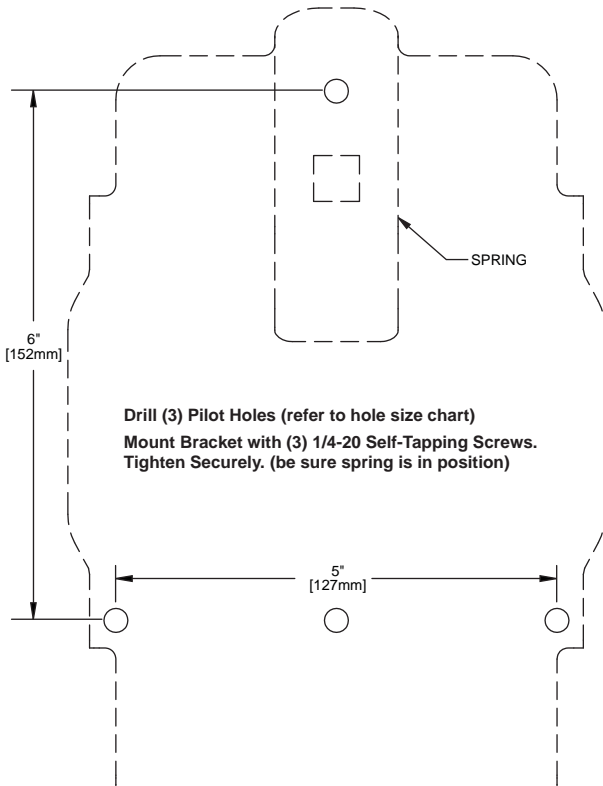 SPRING
6"
[152mm]
Drill (3) Pilot Holes (refer to hole size chart)
Mount Bracket with (3) 1/4-20 Self-Tapping Screws.
Tighten Securely. (be sure spring is in position)
5"
[127mm]